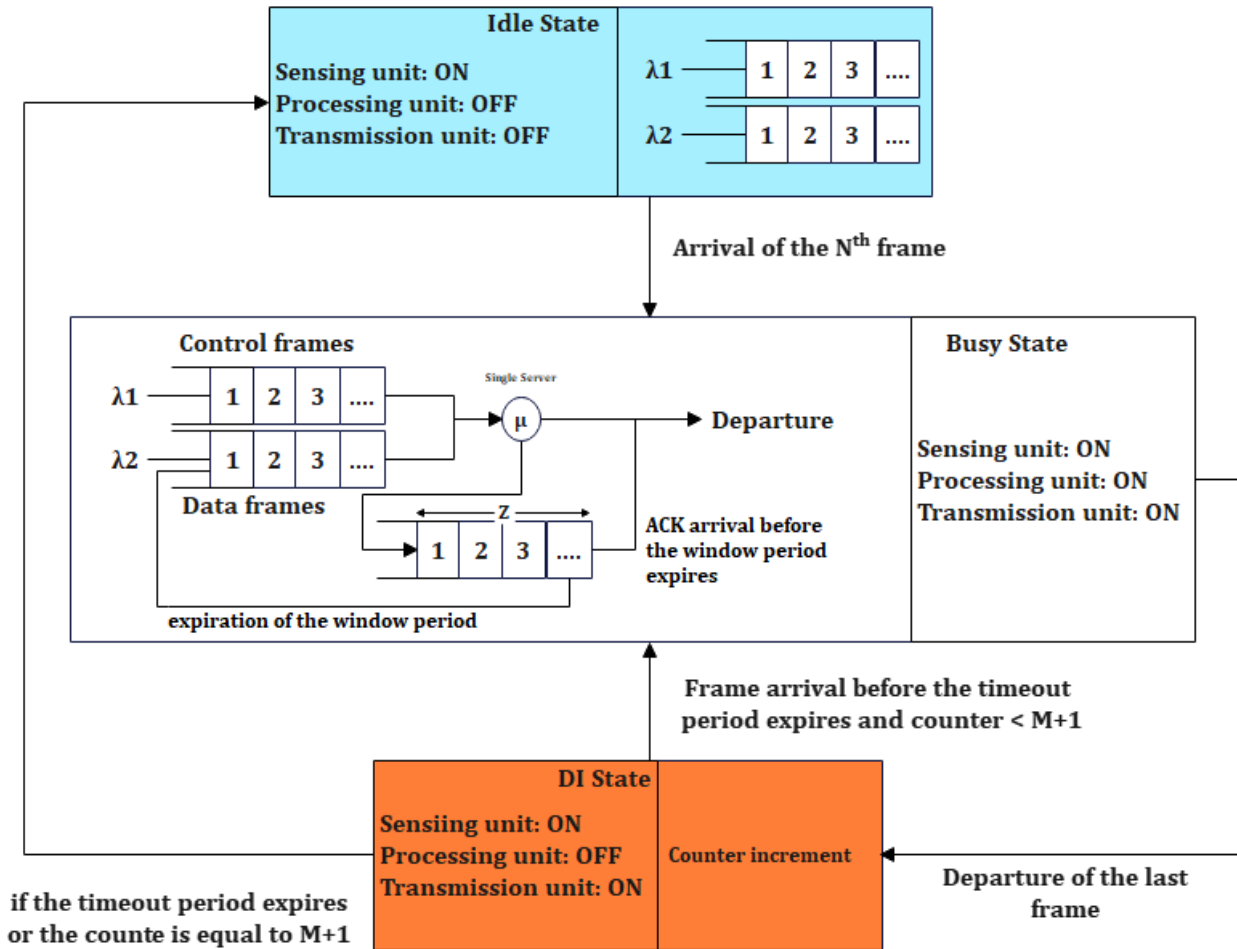 Idle State
Sensing unit: ON
Processing unit: OFF
Transmission unit: OFF
λ1
1 2 3 ....
λ2
1 2 3 ....
Arrival of the Nth frame
Control frames
λ1
1 2 3 ....
λ2
1 2 3 ....
Data frames
Single Server
μ
Departure
Z
1 2 3 ....
ACK arrival before
the window period
expires
expiration of the window period
Busy State
Sensing unit: ON
Processing unit: ON
Transmission unit: ON
Frame arrival before the timeout
period expires and counter < M+1
DI State
Sensiing unit: ON
Processing unit: OFF
Transmission unit: ON
Counter increment
Departure of the last
frame
if the timeout period expires
or the counte is equal to M+1